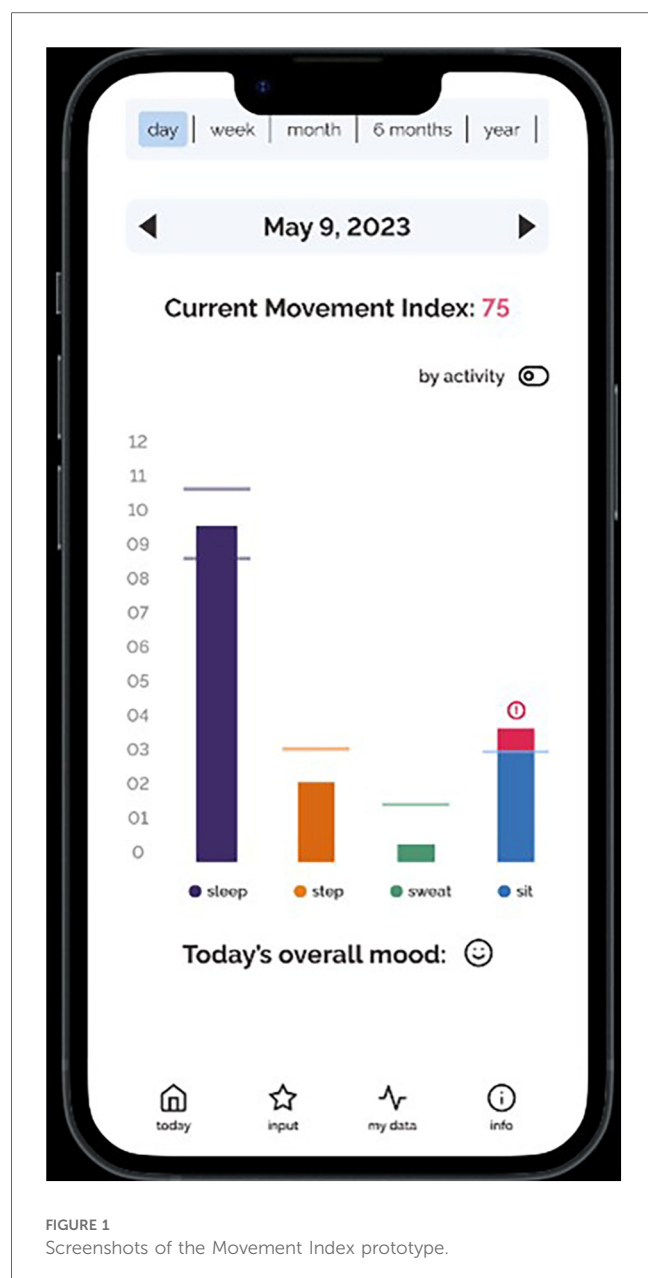 day | week | month | 6 months | year |
May 9, 2023
Current Movement Index: 75
by activity
12
11
10
09
08
07
06
05
04
03
02
01
0
sleep step sweat sit
Today's overall mood:
today input my data info
FIGURE 1
Screenshots of the Movement Index prototype.